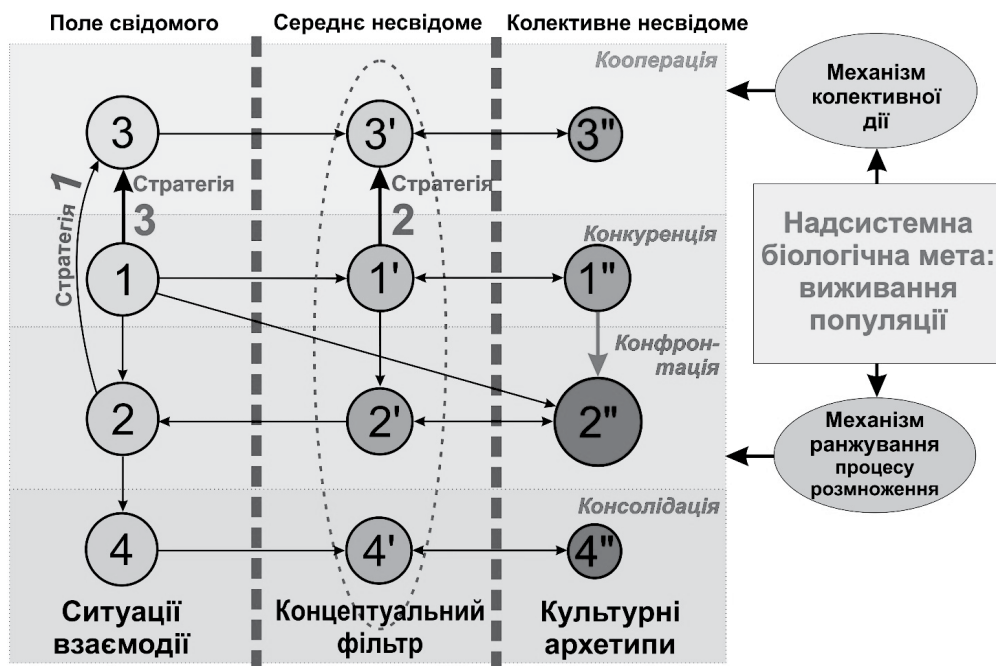 Поле свідомого
Середнє несвідоме
Колективне несвідоме
Кооперація
3
3'
3"
Стратегія 1
Стратегія
3
Стратегія
2
Конкуренція
1
1'
1"
Конфрон-
тація
2
2'
2"
Консолідація
4
4'
4"
Ситуації
взаємодії
Концептуальний
фільтр
Культурні
архетипи
Механізм
колективної
дії
Надсистемна
біологічна мета:
виживання
популяції
Механізм
ранжування
процесу
розмноження